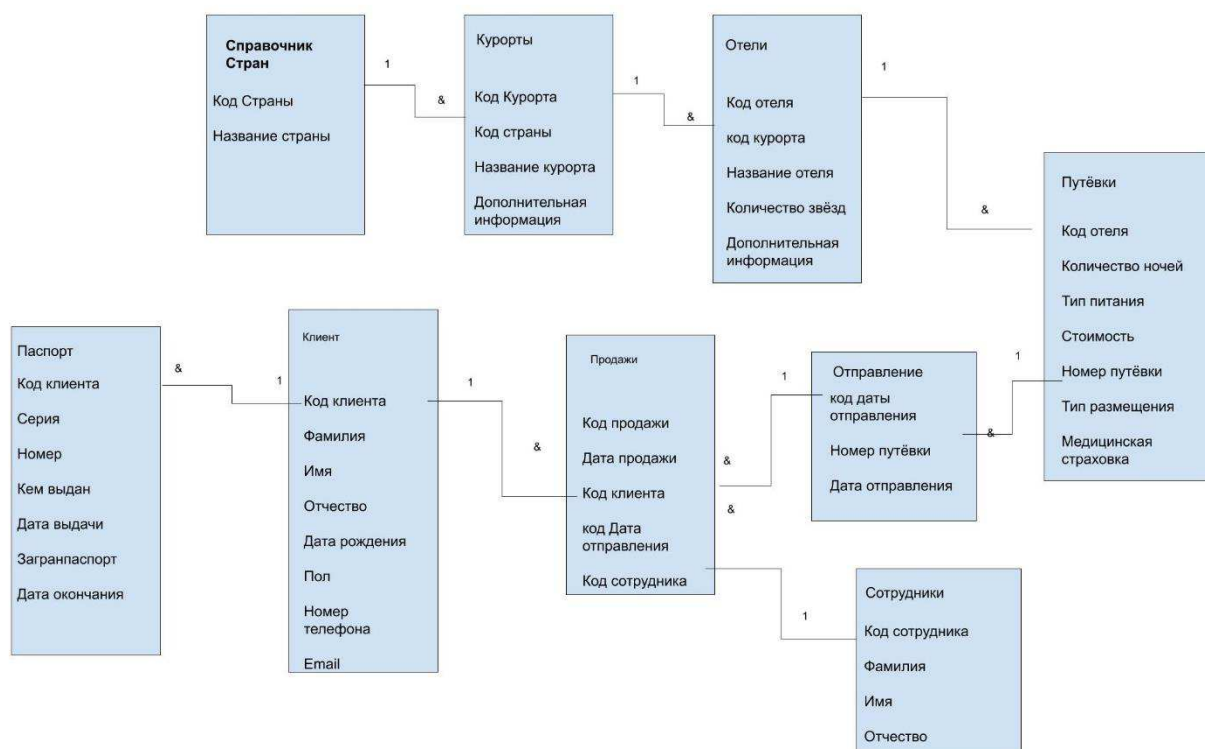 Справочник
Стран
Код Страны
Название страны
1
&
Курорты
Код Курорта
Код страны
Название курорта
Дополнительная
информация
1
&
Отели
Код отеля
код курорта
Название отеля
Количество звёзд
Дополнительная
информация
1
&
Путёвки
Код отеля
Количество ночей
Тип питания
Стоимость
Номер путёвки
Тип размещения
Медицинская
страховка
Паспорт
Код клиента
Серия
Номер
Кем выдан
Дата выдачи
Загранпаспорт
Дата окончания
&
1
Клиент
Код клиента
Фамилия
Имя
Отчество
Дата рождения
Пол
Номер
телефона
Email
1
&
Продажи
Код продажи
Дата продажи
Код клиента
код Дата
отправления
Код сотрудника
1
&
&
1
Отправление
код даты
отправления
Номер путёвки
Дата отправления
1
&
Сотрудники
Код сотрудника
Фамилия
Имя
Отчество